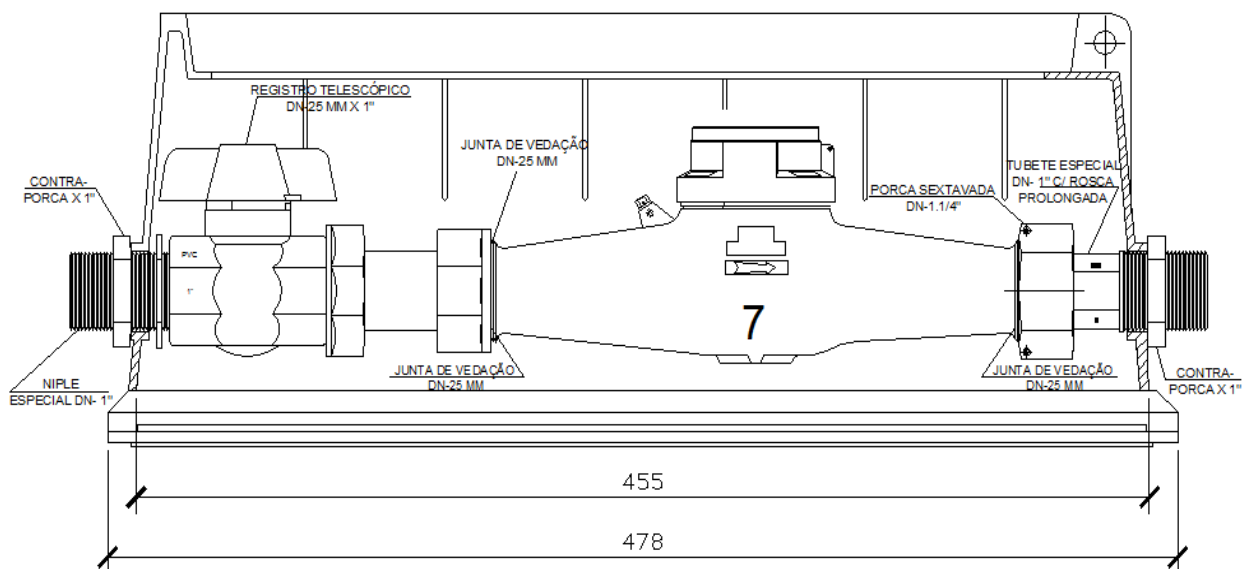 REGISTRO TELESCÓPICO
DN-25 MM X 1"
JUNTA DE VEDAÇÃO
DN-25 MM
TUBETE ESPECIAL
DN- 1" C/ ROSCA
PROLONGADA
CONTRA-
PORCA X 1"
PORCA SEXTAVADA
DN-1.1/4"
PVC
1"
7
NIPLE
ESPECIAL DN- 1"
JUNTA DE VEDAÇÃO
DN-25 MM
JUNTA DE VEDAÇÃO
DN-25 MM
CONTRA-
PORCA X 1"
455
478